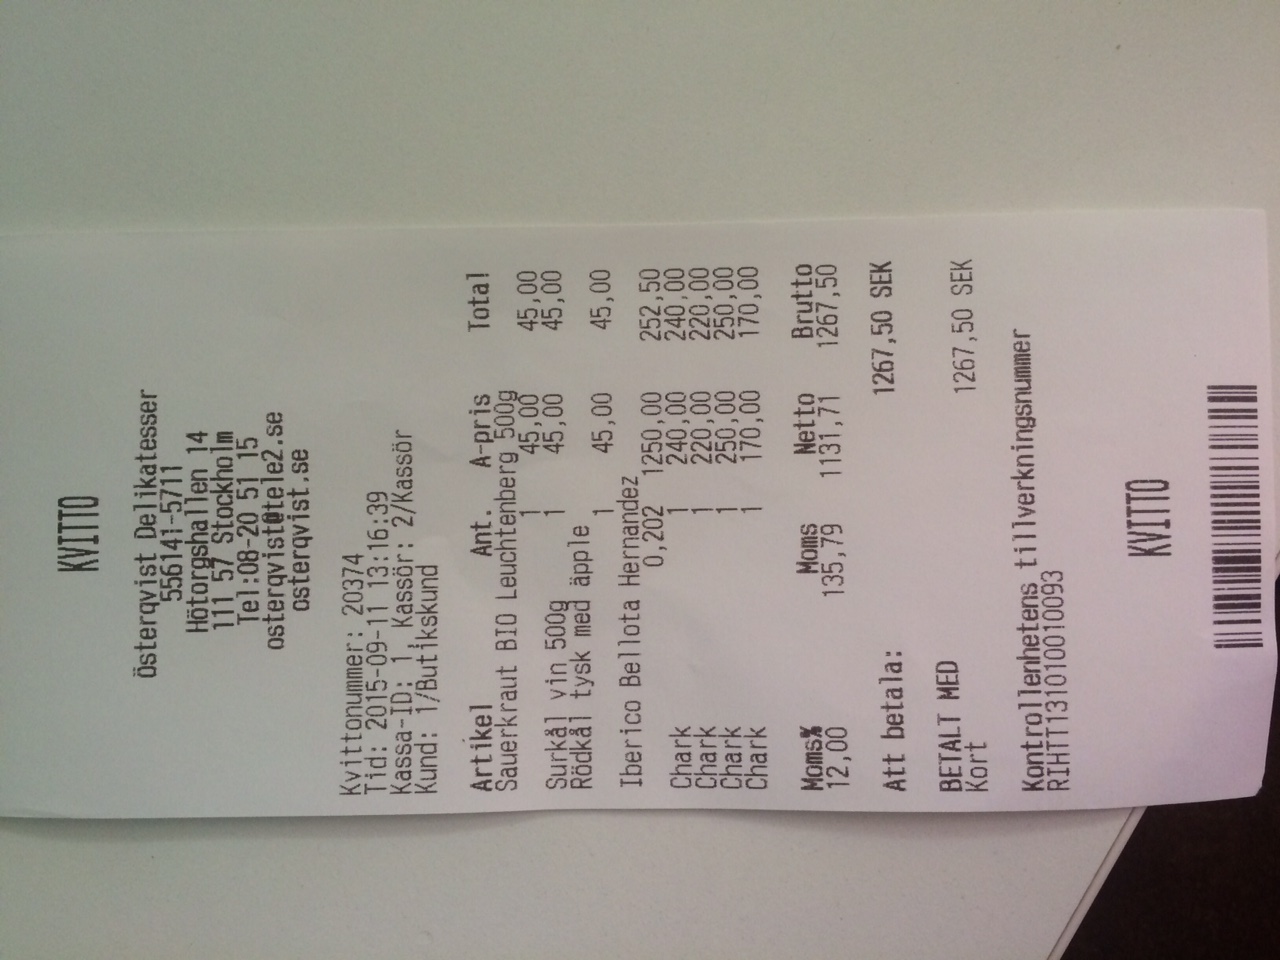 KVITTO
Österqvist Delikatesser
556141-5711
Hötorgshallen 14
111 57 Stockholm
Tel:08-20 51 15
osterqvist@tele2.se
osterqvist.se
Kvittonummer: 20374
Tid: 2015-09-11 13:16:39
Kassa-ID: 1, Kassör: 2/Kassör
Kund: 1/Butikskund
Artikel Ant. A-pris Total
Sauerkraut BIO Leuchtenberg 500g
1 45,00 45,00
Surkål vin 500g 1 45,00 45,00
Rödkål tysk med äpple
1 45,00 45,00
Iberico Bellota Hernandez
0,202 1250,00 252,50
Chark 1 240,00 240,00
Chark 1 220,00 220,00
Chark 1 250,00 250,00
Chark 1 170,00 170,00
Moms% Moms Netto Brutto
12,00 135,79 1131,71 1267,50
Att betala: 1267,50 SEK
BETALT MED
Kort 1267,50 SEK
Kontrollenhetens tillverkningsnummer
RIHTT131010010093
KVITTO